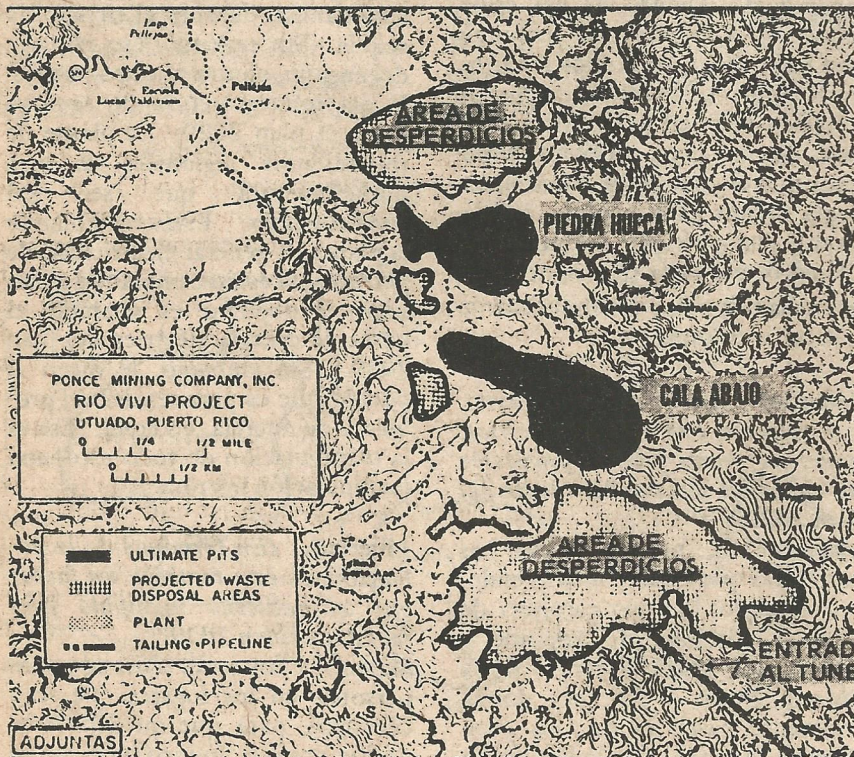 Lago
Pellejas
Escuela
Lucas Valdivieso
Pellejas
AREA DE
DESPERDICIOS
PIEDRA HUECA
PONCE MINING COMPANY, INC.
RIO VIVI PROJECT
UTUADO, PUERTO RICO
0 1/4 1/2 MILE
0 1/2 KM
CALA ABAJO
ULTIMATE PITS
PROJECTED WASTE
DISPOSAL AREAS
PLANT
TAILING PIPELINE
AREA DE
DESPERDICIOS
ENTRAD
AL TUNE
ADJUNTAS